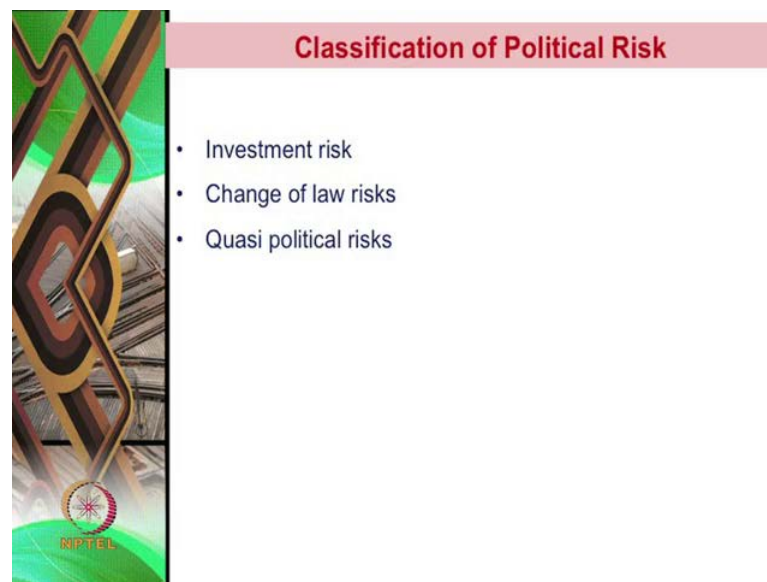 Classification of Political Risk
• Investment risk
• Change of law risks
• Quasi political risks
NPTEL